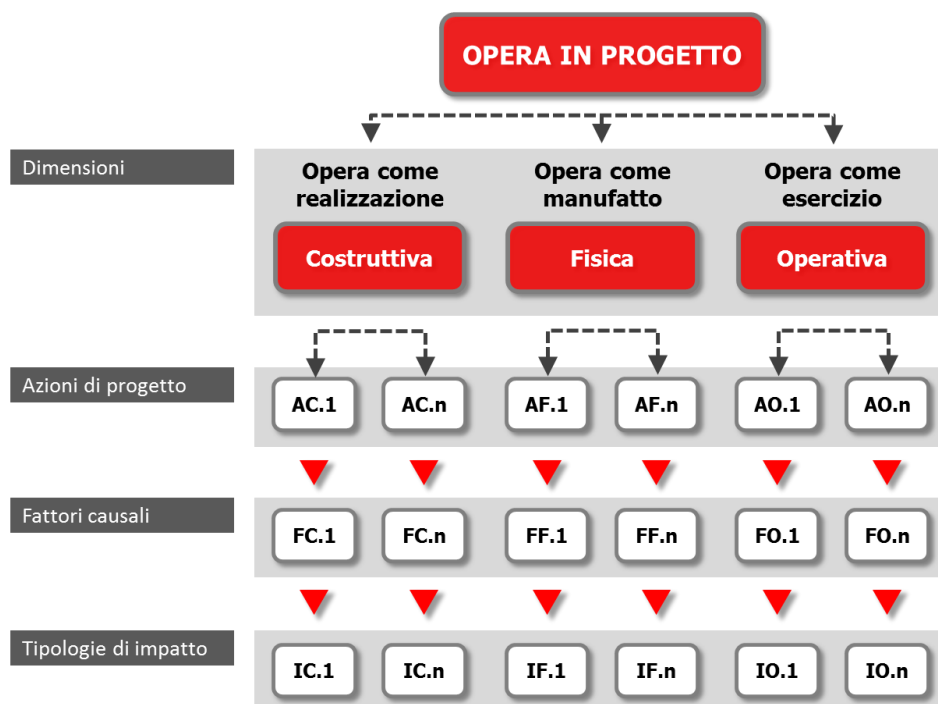 OPERA IN PROGETTO
Dimensioni
Opera come
realizzazione
Opera come
manufatto
Opera come
esercizio
Costruttiva
Fisica
Operativa
Azioni di progetto
AC.1
AC.n
AF.1
AF.n
AO.1
AO.n
Fattori causali
FC.1
FC.n
FF.1
FF.n
FO.1
FO.n
Tipologie di impatto
IC.1
IC.n
IF.1
IF.n
IO.1
IO.n